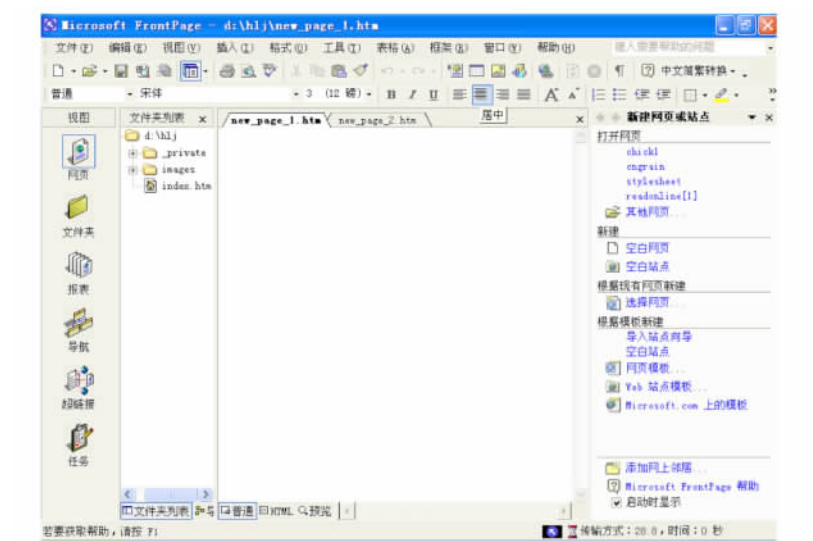 Microsoft FrontPage - d:\hlj\new_page_1.htm
文件(F) 编辑(E) 视图(V) 插入(I) 格式(O) 工具(T) 表格(A) 框架(R) 窗口(W) 帮助(H) 键入需要帮助的问题
中文简繁转换
普通 宋体 3 (12 磅) B I U
视图 文件夹列表 × new_page_1.htm new_page_2.htm 居中 × 新建网页或站点 ×
d:\hlj
_private
images
index.htm
网页
文件夹
报表
导航
超链接
任务
打开网页
chickl
cngrain
stylesheet
readonline[1]
其他网页...
新建
空白网页
空白站点
根据现有网页新建
选择网页...
根据模板新建
导入站点向导
空白站点
网页模板...
Web 站点模板...
Microsoft.com 上的模板
添加网上邻居...
Microsoft FrontPage 帮助
启动时显示
文件夹列表 导 普通 HTML 预览
若要获取帮助，请按 F1 传输方式：28.8，时间：0 秒